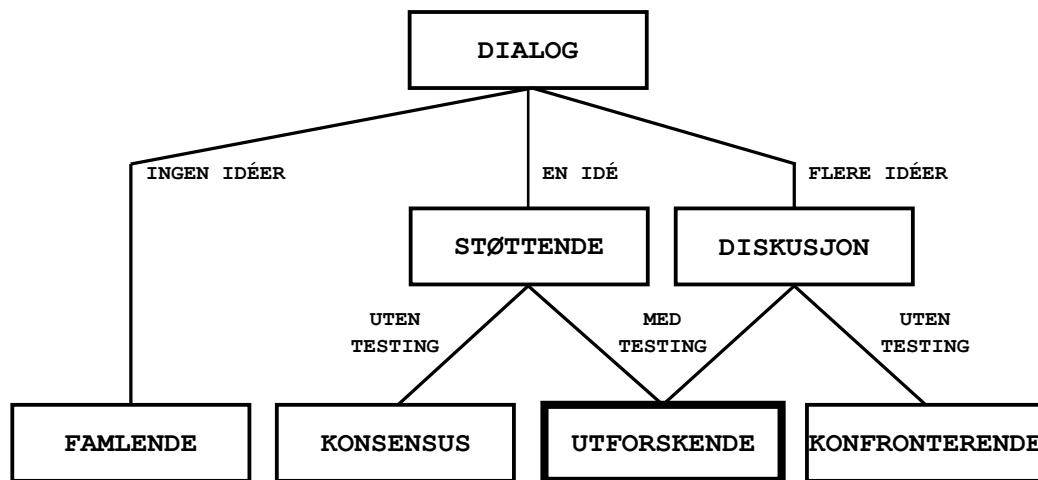 DIALOG
INGEN IDÉER
EN IDÉ
FLERE IDÉER
STØTTENDE
DISKUSJON
UTEN
TESTING
MED
TESTING
UTEN
TESTING
FAMLENDE
KONSENSUS
UTFORSKENDE
KONFRONTERENDE